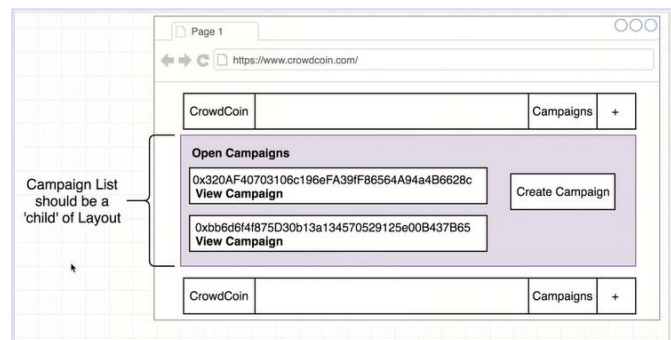 Page 1
https://www.crowdcoin.com/
CrowdCoin
Campaigns
+
Campaign List
should be a
'child' of Layout
Open Campaigns
0x320AF40703106c196eFA39fF86564A94a4B6628c
View Campaign
Create Campaign
0xbb6d6f4f875D30b13a134570529125e00B437B65
View Campaign
CrowdCoin
Campaigns
+